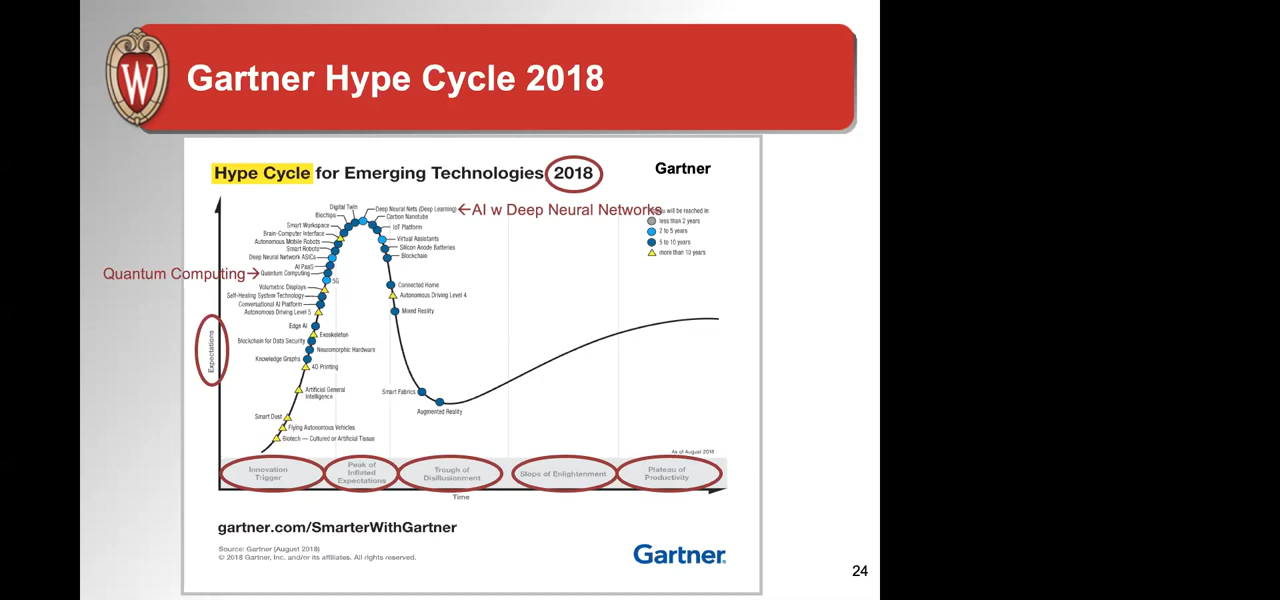 W
Gartner Hype Cycle 2018
Hype Cycle for Emerging Technologies 2018
Gartner
Digital Twin
Deep Neural Nets (Deep Learning)
←AI w Deep Neural Networks
Biochips
Carbon Nanotube
Smart Workspace
IoT Platform
Brain-Computer Interface
Autonomous Mobile Robots
Virtual Assistants
Smart Robots
Silicon Anode Batteries
Deep Neural Network ASICs
Blockchain
AI PaaS
Quantum Computing→
Quantum Computing
5G
Volumetric Displays
Self-Healing System Technology
Conversational AI Platform
Autonomous Driving Level 5
Connected Home
Autonomous Driving Level 4
Mixed Reality
Edge AI
Exoskeleton
Blockchain for Data Security
Neuromorphic Hardware
Knowledge Graphs
4D Printing
Artificial General
Intelligence
Smart Fabrics
Augmented Reality
Smart Dust
Flying Autonomous Vehicles
Biotech — Cultured or Artificial Tissue
will be reached in
less than 2 years
2 to 5 years
5 to 10 years
more than 10 years
Expectations
As of August 2018
Innovation
Trigger
Peak of
Inflated
Expectations
Trough of
Disillusionment
Slope of Enlightenment
Plateau of
Productivity
Time
gartner.com/SmarterWithGartner
Source: Gartner (August 2018)
© 2018 Gartner, Inc. and/or its affiliates. All rights reserved.
Gartner.
24